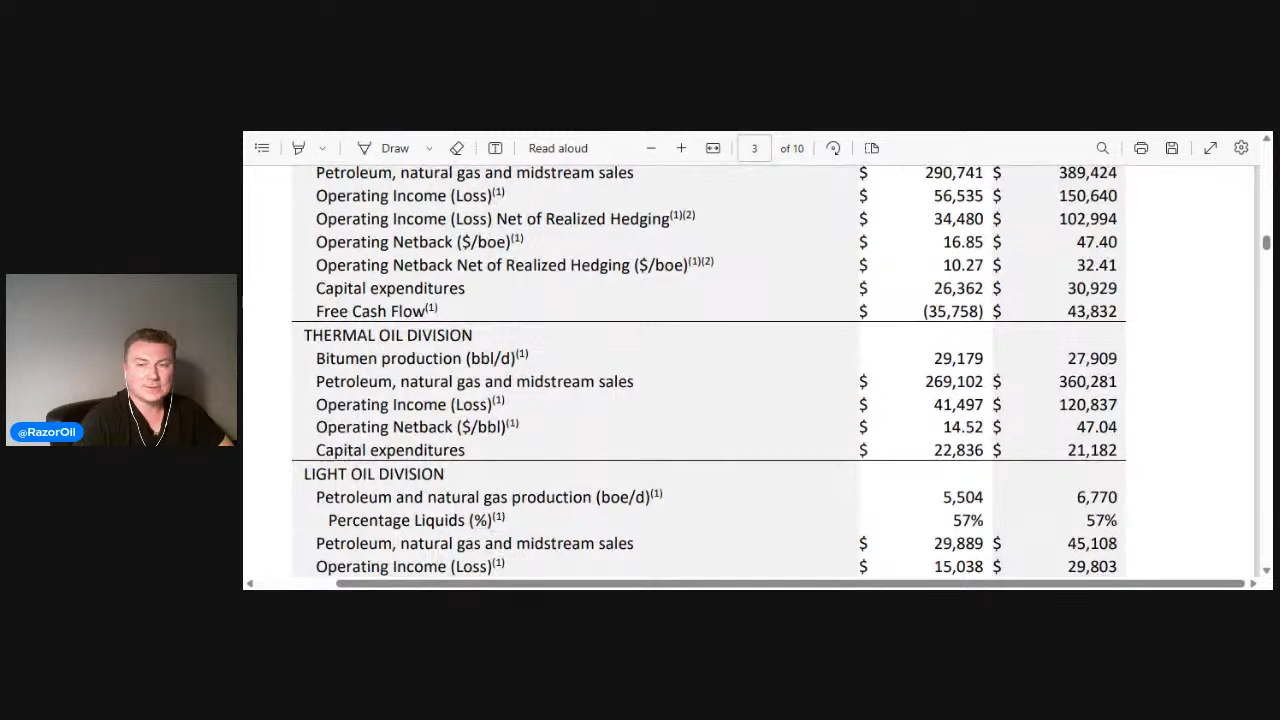 Draw
Read aloud
3
of 10
Petroleum, natural gas and midstream sales $ 290,741 $ 389,424
Operating Income (Loss)(1) $ 56,535 $ 150,640
Operating Income (Loss) Net of Realized Hedging(1)(2) $ 34,480 $ 102,994
Operating Netback ($/boe)(1) $ 16.85 $ 47.40
Operating Netback Net of Realized Hedging ($/boe)(1)(2) $ 10.27 $ 32.41
Capital expenditures $ 26,362 $ 30,929
Free Cash Flow(1) $ (35,758) $ 43,832
THERMAL OIL DIVISION
Bitumen production (bbl/d)(1) 29,179 27,909
Petroleum, natural gas and midstream sales $ 269,102 $ 360,281
Operating Income (Loss)(1) $ 41,497 $ 120,837
Operating Netback ($/bbl)(1) $ 14.52 $ 47.04
Capital expenditures $ 22,836 $ 21,182
LIGHT OIL DIVISION
Petroleum and natural gas production (boe/d)(1) 5,504 6,770
Percentage Liquids (%)(1) 57% 57%
Petroleum, natural gas and midstream sales $ 29,889 $ 45,108
Operating Income (Loss)(1) $ 15,038 $ 29,803
@RazorOil